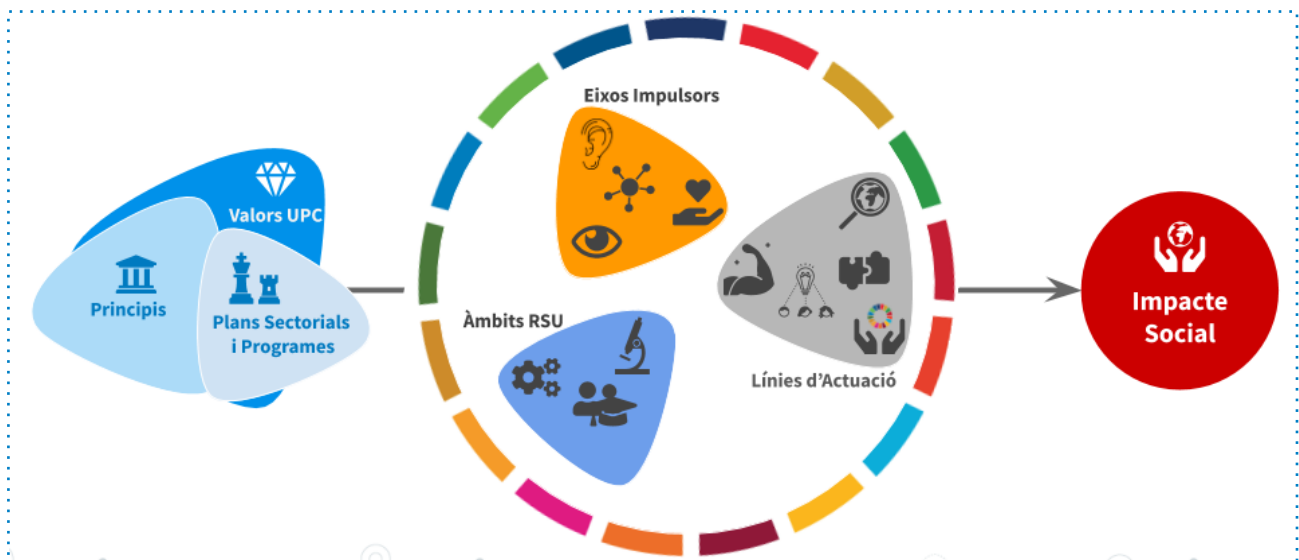 Valors UPC
Principis
Plans Sectorials
i Programes
Eixos Impulsors
Àmbits RSU
Línies d'Actuació
Impacte
Social